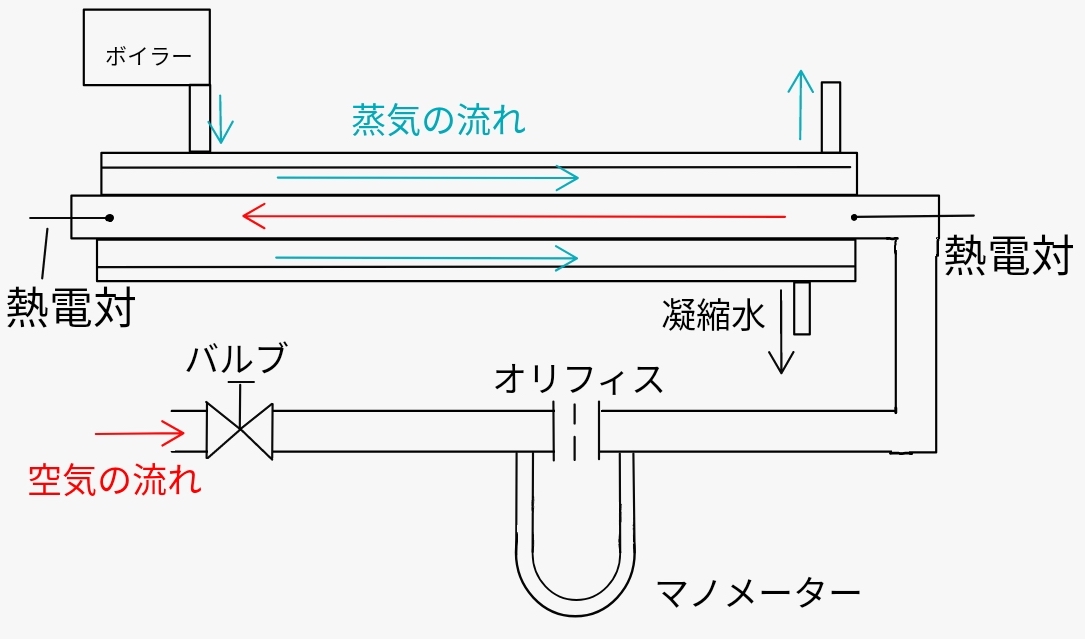 ボイラー
蒸気の流れ
熱電対
熱電対
凝縮水
バルブ
オリフィス
空気の流れ
マノメーター